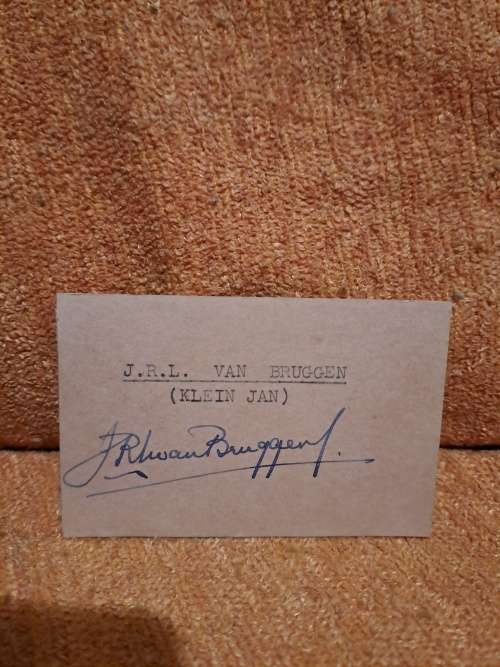 J.R.L. VAN BRUGGEN
(KLEIN JAN)
JRLvanBruggen.